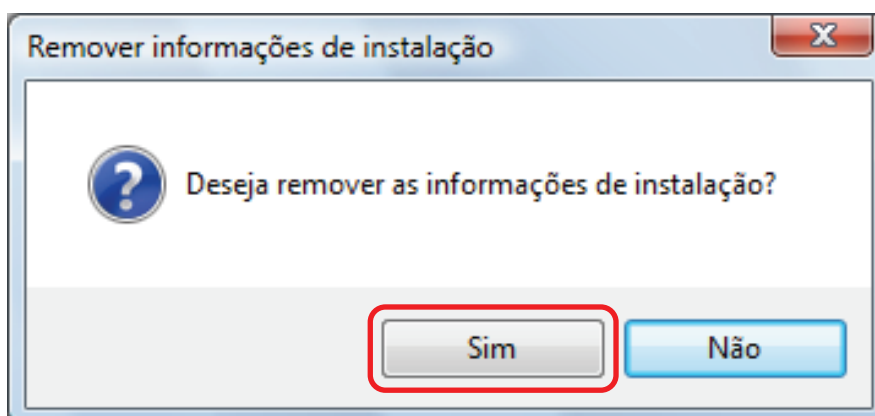 Remover informações de instalação
Deseja remover as informações de instalação?
Sim
Não